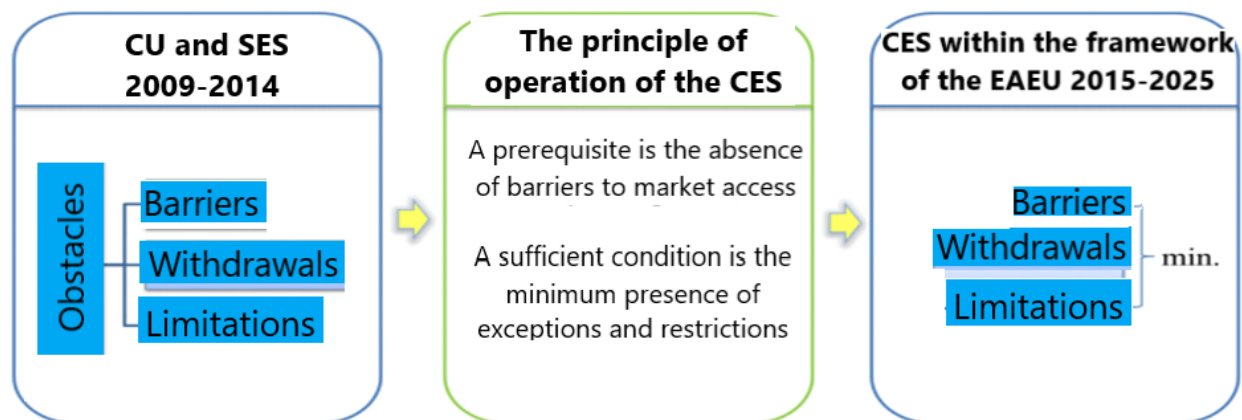 CU and SES
2009-2014
Obstacles
Barriers
Withdrawals
Limitations
The principle of
operation of the CES
A prerequisite is the absence
of barriers to market access
A sufficient condition is the
minimum presence of
exceptions and restrictions
CES within the framework
of the EAEU 2015-2025
Barriers
Withdrawals
Limitations
min.